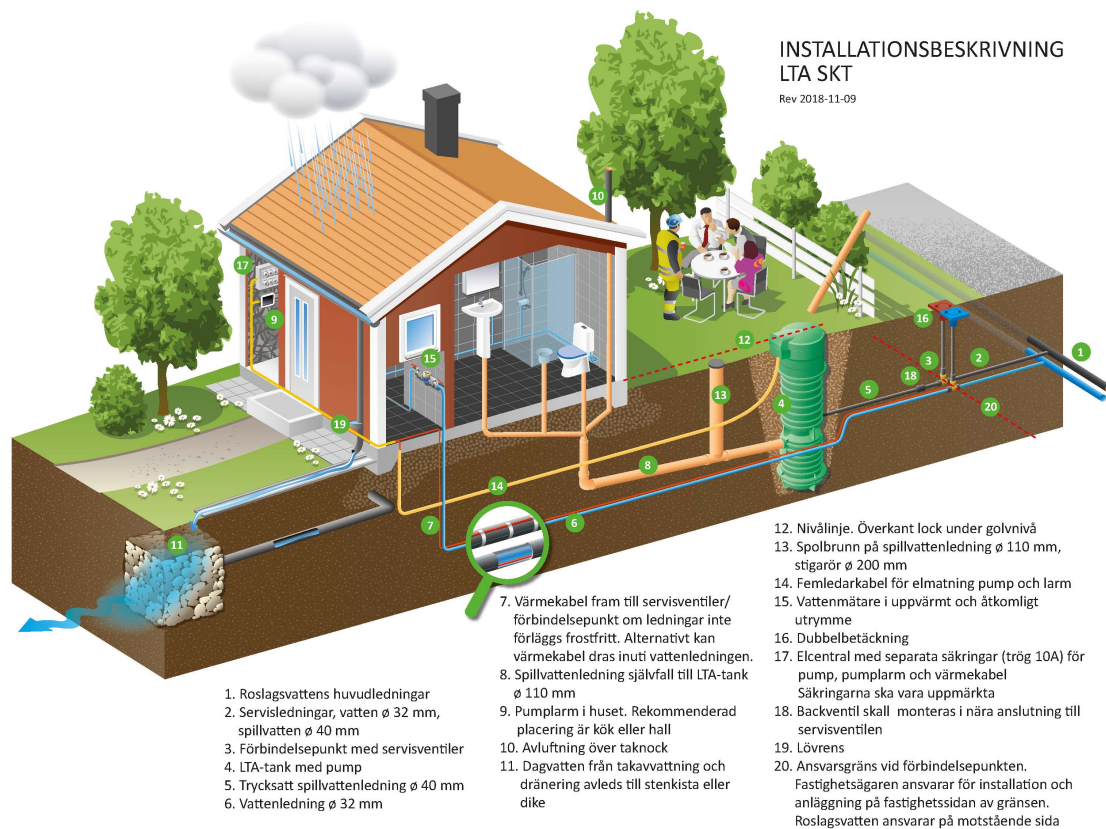 INSTALLATIONSBESKRIVNING
LTA SKT
Rev 2018-11-09
10
17
9
16
12
1
15
3
2
18
13
4
5
20
19
8
14
7
6
11
1. Roslagsvattens huvudledningar
2. Servisledningar, vatten ø 32 mm,
spillvatten ø 40 mm
3. Förbindelsepunkt med servisventiler
4. LTA-tank med pump
5. Trycksatt spillvattenledning ø 40 mm
6. Vattenledning ø 32 mm
7. Värmekabel fram till servisventiler/
förbindelsepunkt om ledningar inte
förläggs frostfritt. Alternativt kan
värmekabel dras inuti vattenledningen.
8. Spillvattenledning självfall till LTA-tank
ø 110 mm
9. Pumplarm i huset. Rekommenderad
placering är kök eller hall
10. Avluftning över taknock
11. Dagvatten från takavvattning och
dränering avleds till stenkista eller
dike
12. Nivålinje. Överkant lock under golvnivå
13. Spolbrunn på spillvattenledning ø 110 mm,
stigarör ø 200 mm
14. Femledarkabel för elmatning pump och larm
15. Vattenmätare i uppvärmt och åtkomligt
utrymme
16. Dubbelbetäckning
17. Elcentral med separata säkringar (trög 10A) för
pump, pumplarm och värmekabel
Säkringarna ska vara uppmärkta
18. Backventil skall monteras i nära anslutning till
servisventilen
19. Lövrens
20. Ansvarsgräns vid förbindelsepunkten.
Fastighetsägaren ansvarar för installation och
anläggning på fastighetssidan av gränsen.
Roslagsvatten ansvarar på motstående sida